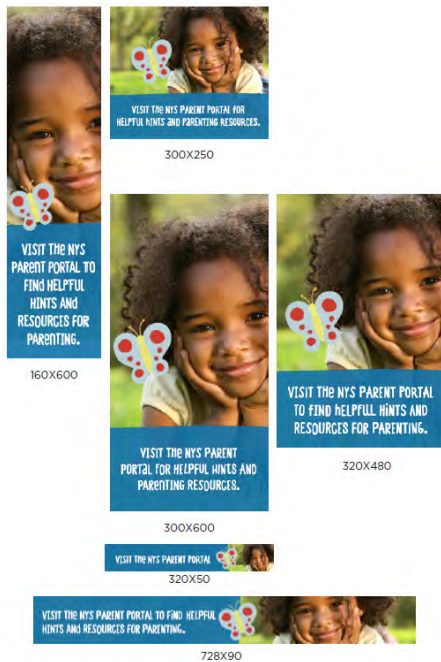 VISIT THE NYS PARENT PORTAL FOR
HELPFUL HINTS AND PARENTING RESOURCES.
300X250
VISIT THE NYS
PARENT PORTAL TO
FIND HELPFUL
HINTS AND
RESOURCES FOR
PARENTING.
160X600
VISIT THE NYS PARENT PORTAL
TO FIND HELPFULL HINTS AND
RESOURCES FOR PARENTING.
320X480
VISIT THE NYS PARENT
PORTAL FOR HELPFUL HINTS AND
PARENTING RESOURCES.
300X600
VISIT THE NYS PARENT PORTAL
320X50
VISIT THE NYS PARENT PORTAL TO FIND HELPFUL
HINTS AND RESOURCES FOR PARENTING.
728X90